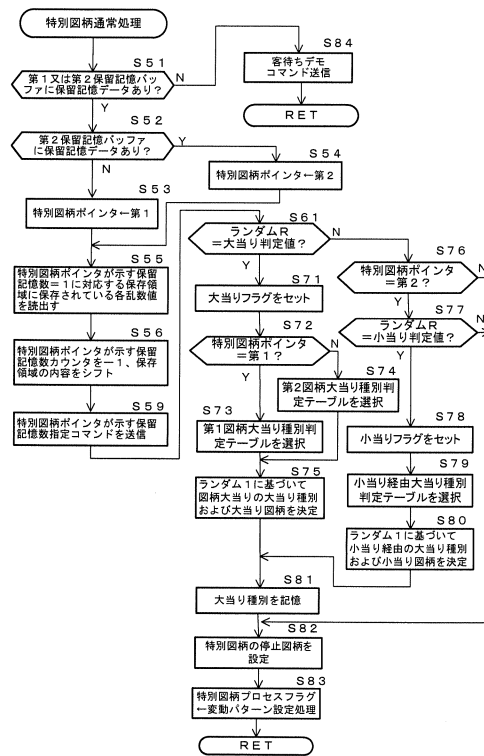 特別図柄通常処理
S51
第1又は第2保留記憶バッ
ファに保留記憶データあり?
N
Y
S84
客待ちデモ
コマンド送信
RET
S52
第2保留記憶バッファ
に保留記憶データあり?
Y
N
S53
特別図柄ポインタ←第1
S54
特別図柄ポインタ←第2
S55
特別図柄ポインタが示す保留
記憶数=1に対応する保存領
域に保存されている各乱数値
を読出す
S56
特別図柄ポインタが示す保留
記憶数カウンタを-1、保存
領域の内容をシフト
S59
特別図柄ポインタが示す保留
記憶数指定コマンドを送信
S61
ランダムR
=大当り判定値?
N
Y
S71
大当りフラグをセット
S72
特別図柄ポインタ
=第1?
N
Y
S74
第2図柄大当り種別判
定テーブルを選択
S73
第1図柄大当り種別判
定テーブルを選択
S75
ランダム1に基づいて
図柄大当りの大当り種別
および大当り図柄を決定
S76
特別図柄ポインタ
=第2?
N
Y
S77
ランダムR
=小当り判定値?
N
Y
S78
小当りフラグをセット
S79
小当り経由大当り種別
判定テーブルを選択
S80
ランダム1に基づいて
小当り経由の大当り種別
および小当り図柄を決定
S81
大当り種別を記憶
S82
特別図柄の停止図柄を
設定
S83
特別図柄プロセスフラグ
←変動パターン設定処理
RET